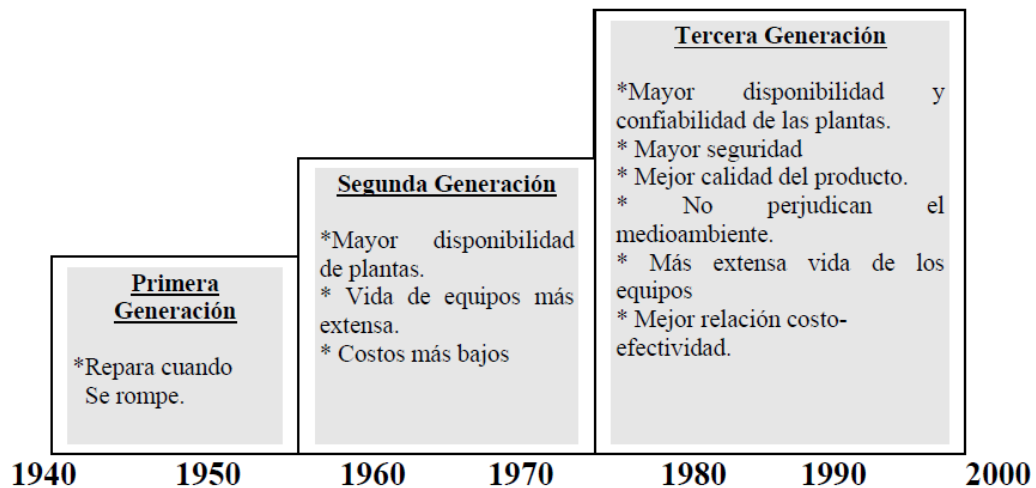 Tercera Generación
*Mayor disponibilidad y
confiabilidad de las plantas.
* Mayor seguridad
* Mejor calidad del producto.
* No perjudican el
medioambiente.
* Más extensa vida de los
equipos
* Mejor relación costo-
efectividad.
Segunda Generación
*Mayor disponibilidad
de plantas.
* Vida de equipos más
extensa.
* Costos más bajos
Primera
Generación
*Repara cuando
Se rompe.
1940 1950 1960 1970 1980 1990 2000